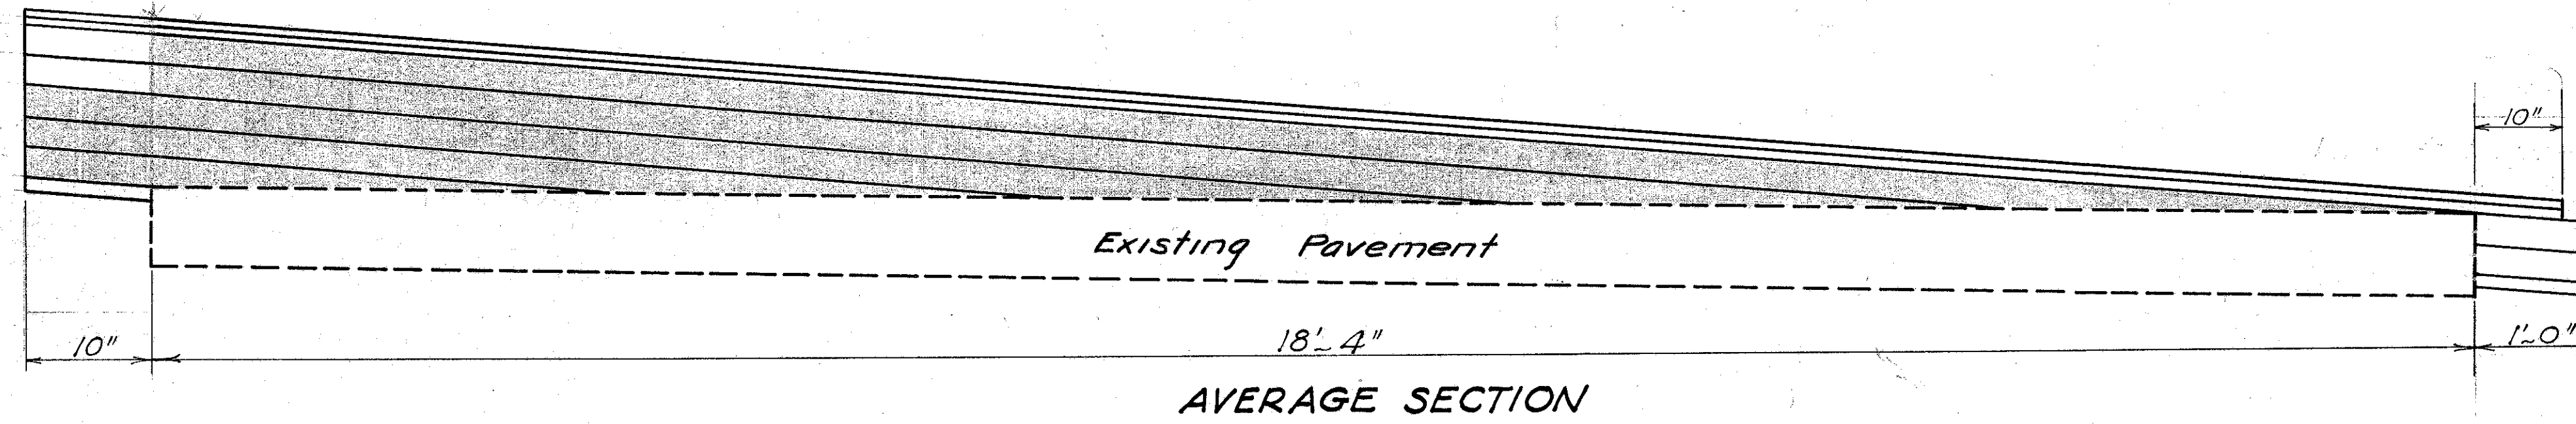 10"
Existing Pavement
10"
18'~4"
1'~0"
AVERAGE SECTION